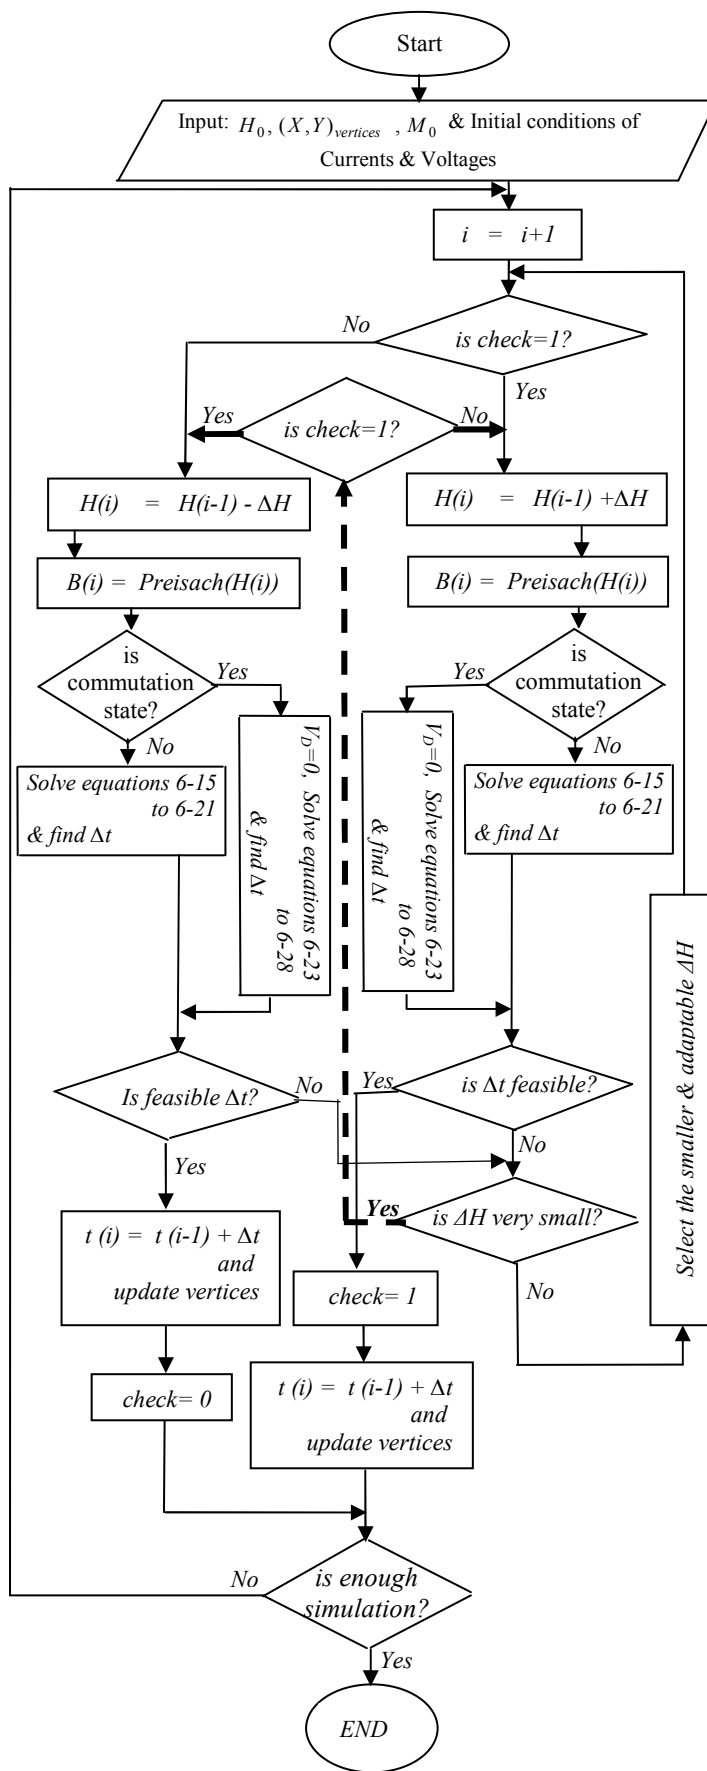 Start
Input: H₀, (X,Y)vertices , M₀ & Initial conditions of
Currents & Voltages
i = i+1
No
is check=1?
Yes
Yes
is check=1?
No
H(i) = H(i-1) - ΔH
H(i) = H(i-1) +ΔH
B(i) = Preisach(H(i))
B(i) = Preisach(H(i))
is
commutation
state?
Yes
No
Yes
is
commutation
state?
No
Solve equations 6-15
to 6-21
& find Δt
V_D=0, Solve equations 6-23
to 6-28
& find Δt
V_D=0, Solve equations 6-23
to 6-28
& find Δt
Solve equations 6-15
to 6-21
& find Δt
Select the smaller & adaptable ΔH
Is feasible Δt?
No
Yes
Yes
is Δt feasible?
No
Yes
is ΔH very small?
No
t (i) = t (i-1) + Δt
and
update vertices
check= 1
check= 0
t (i) = t (i-1) + Δt
and
update vertices
No
is enough
simulation?
Yes
END